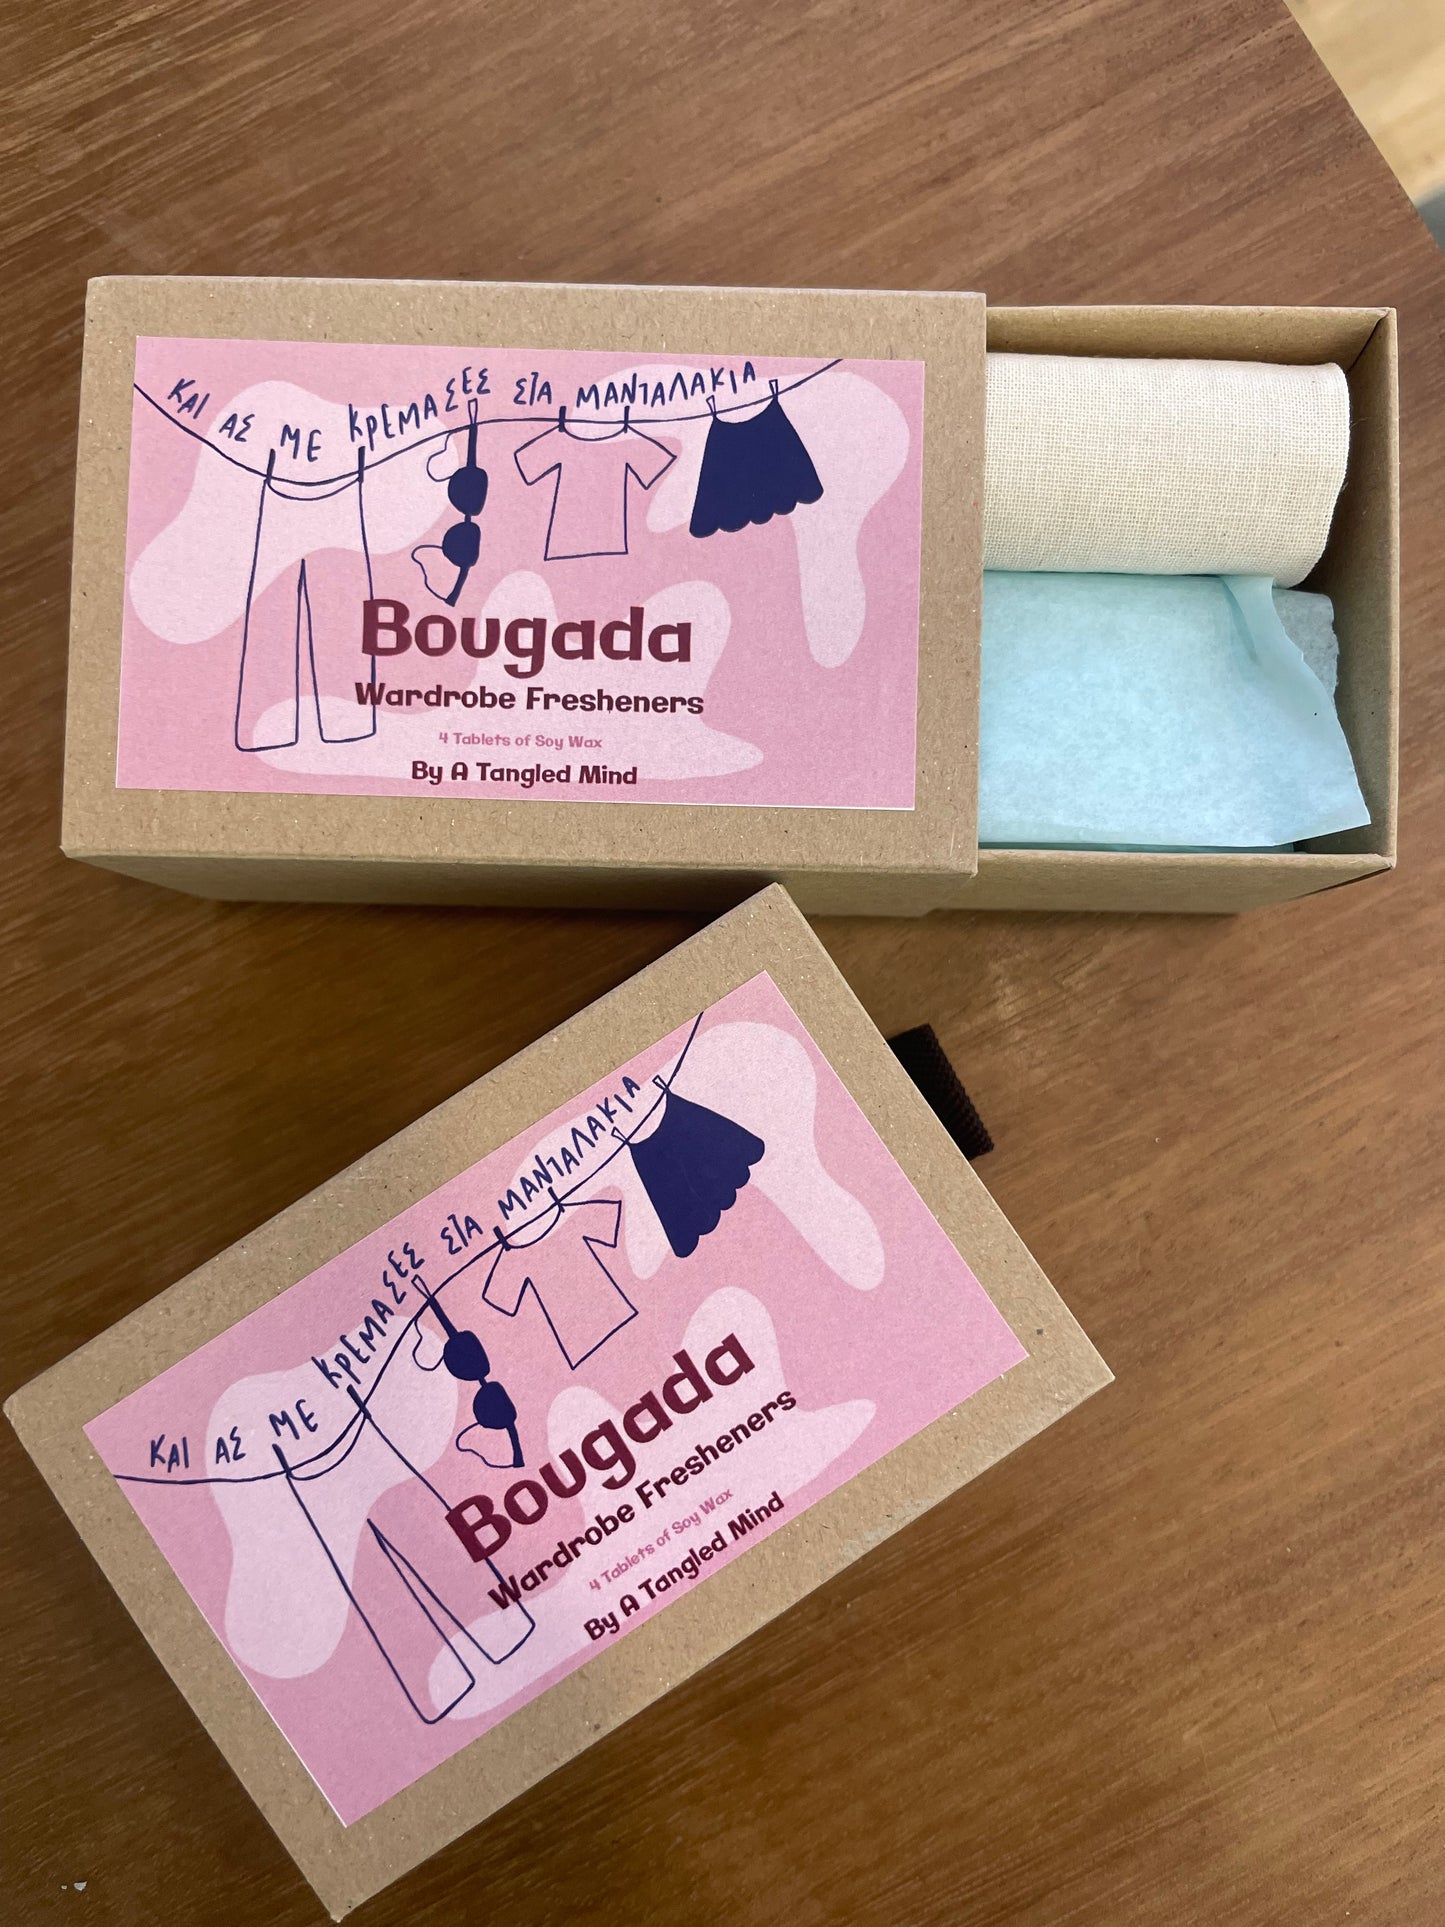 ΚΑΙ ΑΣ ΜΕ ΚΡΕΜΑΣΕΣ ΣΤΑ ΜΑΝΤΑΛΑΚΙΑ
Bougada
Wardrobe Fresheners
4 Tablets of Soy Wax
By A Tangled Mind
ΚΑΙ ΑΣ ΜΕ ΚΡΕΜΑΣΕΣ ΣΤΑ ΜΑΝΤΑΛΑΚΙΑ
Bougada
Wardrobe Fresheners
4 Tablets of Soy Wax
By A Tangled Mind